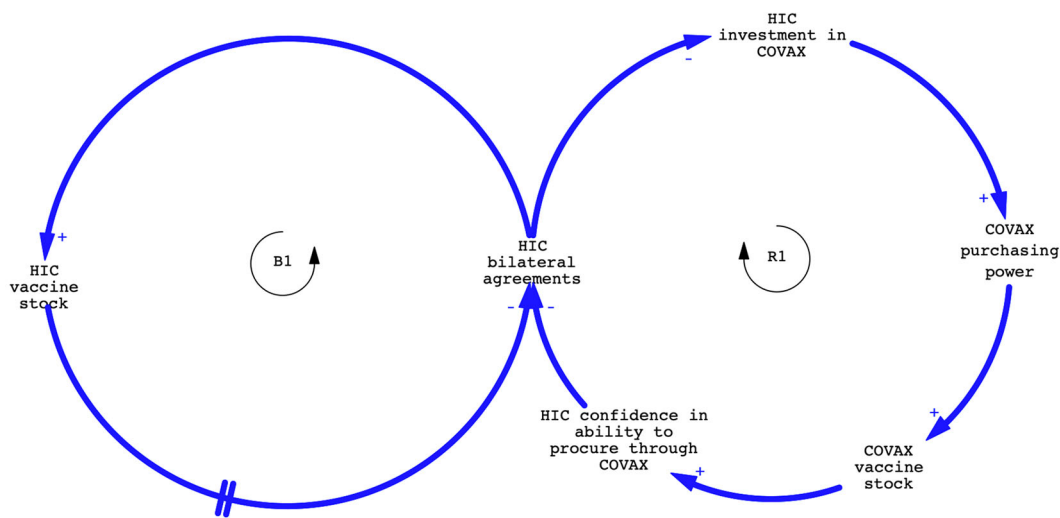 HIC
investment in
COVAX
-
+
COVAX
purchasing
power
+
HIC
vaccine
stock
B1
HIC
bilateral
agreements
R1
-
-
HIC confidence in
ability to
procure through
COVAX
+
COVAX
vaccine
stock
+